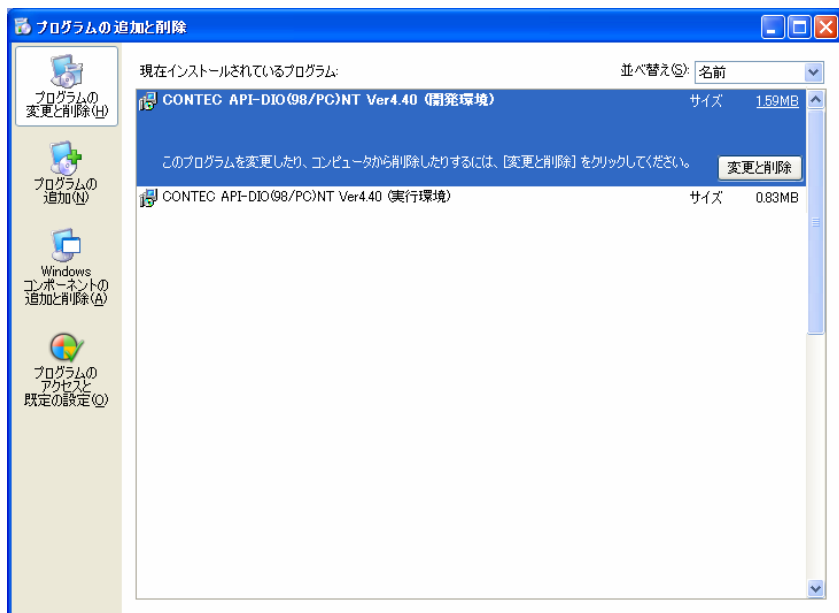 プログラムの追加と削除
プログラムの
変更と削除(H)
現在インストールされているプログラム:
並べ替え(S): 名前
CONTEC API-DIO(98/PC)NT Ver4.40 (開発環境)
サイズ 1.59MB
このプログラムを変更したり、コンピュータから削除したりするには、[変更と削除] をクリックしてください。
変更と削除
CONTEC API-DIO(98/PC)NT Ver4.40 (実行環境)
サイズ 0.83MB
プログラムの
追加(N)
Windows
コンポーネントの
追加と削除(A)
プログラムの
アクセスと
既定の設定(O)